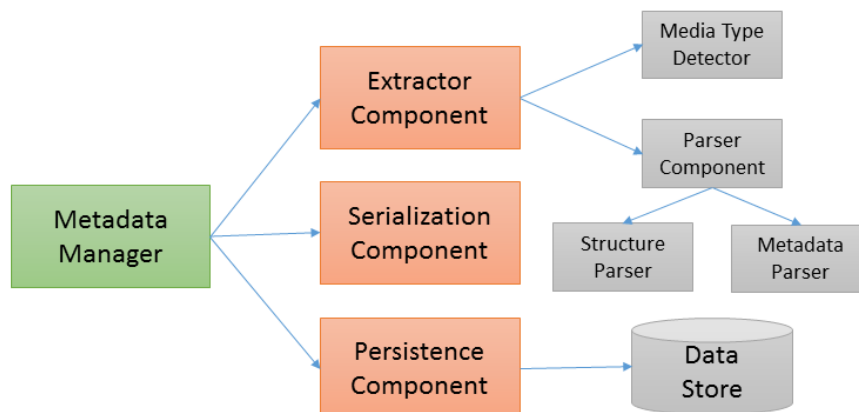 Media Type
Detector
Extractor
Component
Parser
Component
Metadata
Manager
Serialization
Component
Structure
Parser
Metadata
Parser
Persistence
Component
Data
Store